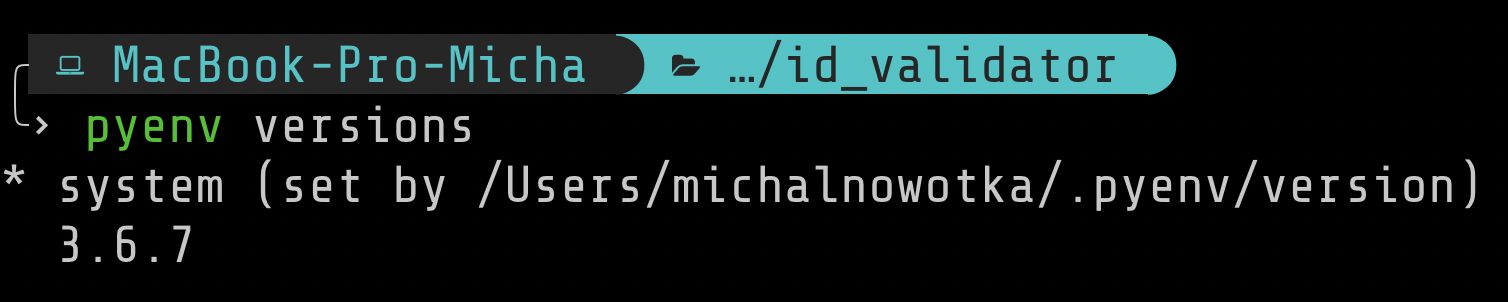 MacBook-Pro-Micha …/id_validator
› pyenv versions
* system (set by /Users/michalnowotka/.pyenv/version)
3.6.7